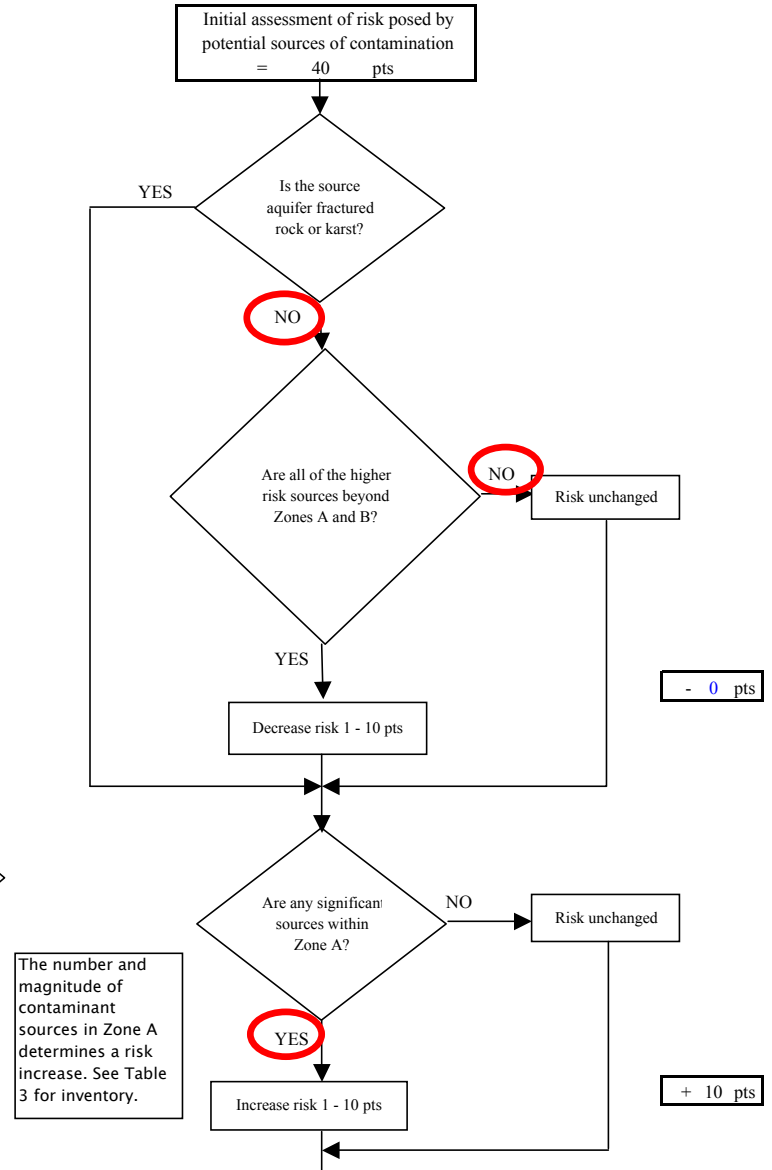 Initial assessment of risk posed by
potential sources of contamination
= 40 pts
YES
Is the source
aquifer fractured
rock or karst?
NO
Are all of the higher
risk sources beyond
Zones A and B?
NO
Risk unchanged
YES
- 0 pts
Decrease risk 1 - 10 pts
Are any significant
sources within
Zone A?
NO
Risk unchanged
The number and
magnitude of
contaminant
sources in Zone A
determines a risk
increase. See Table
3 for inventory.
YES
Increase risk 1 - 10 pts
+ 10 pts